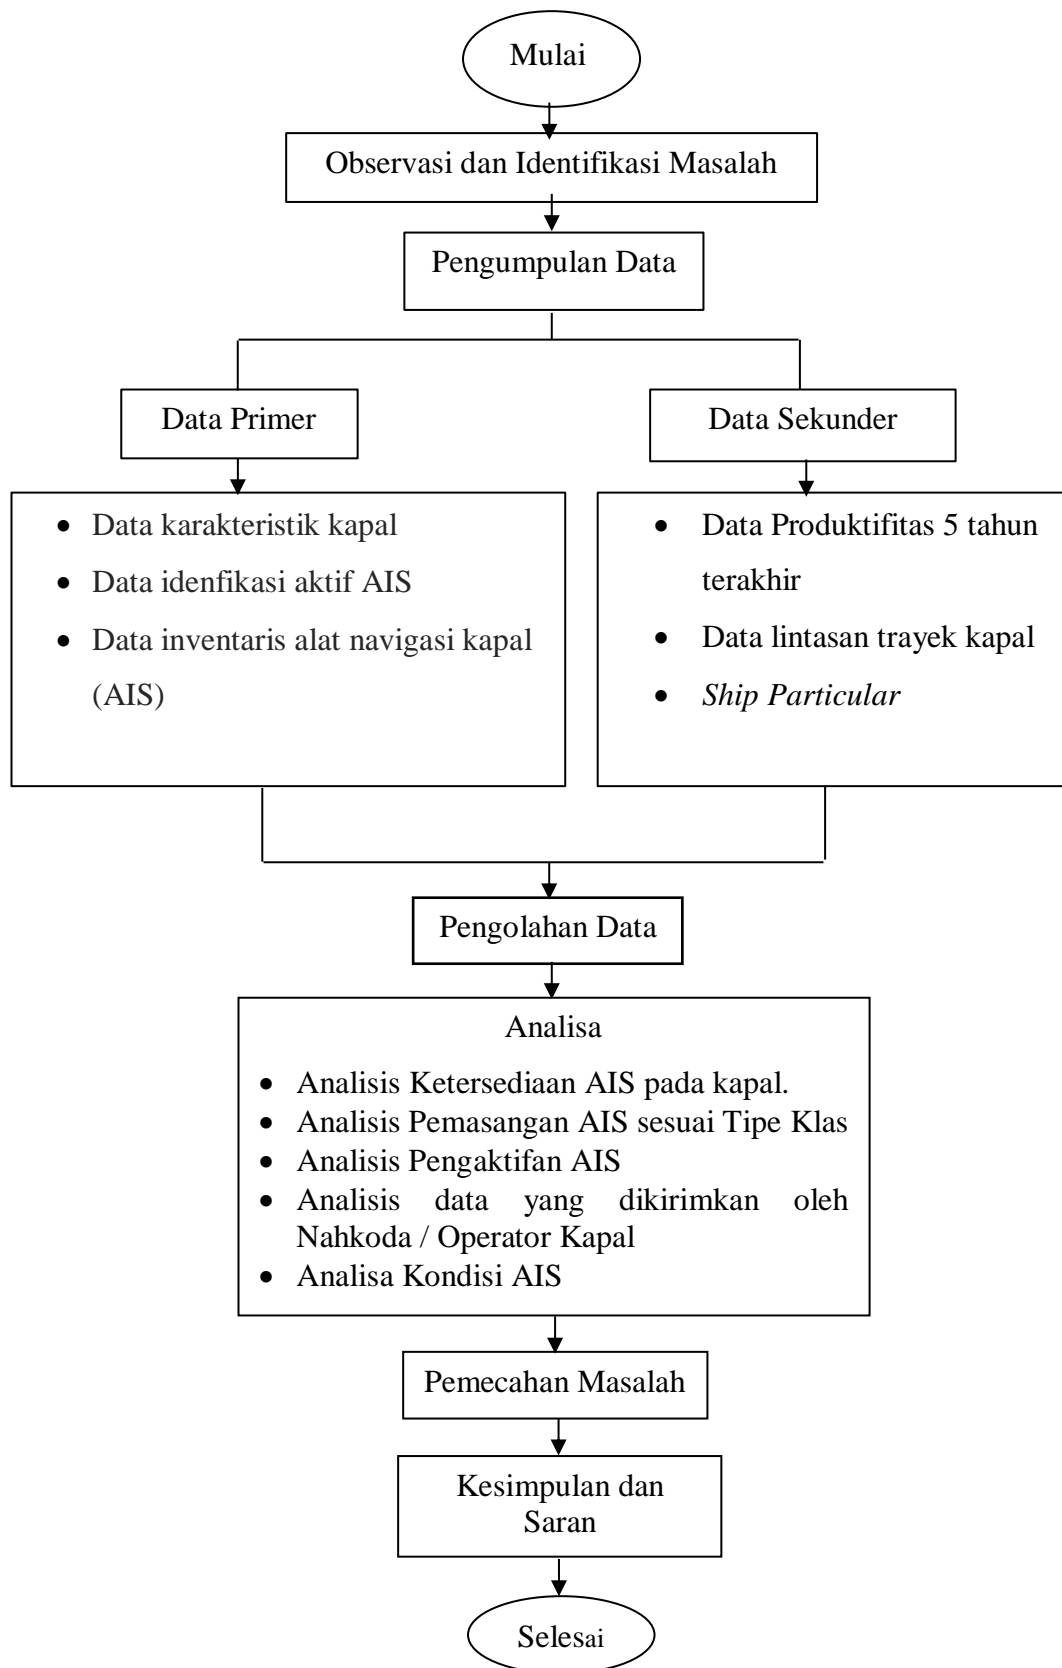 Mulai
Observasi dan Identifikasi Masalah
Pengumpulan Data
Data Primer
Data Sekunder
• Data karakteristik kapal
• Data idenfikasi aktif AIS
• Data inventaris alat navigasi kapal
(AIS)
• Data Produktifitas 5 tahun
terakhir
• Data lintasan trayek kapal
• Ship Particular
Pengolahan Data
Analisa
• Analisis Ketersediaan AIS pada kapal.
• Analisis Pemasangan AIS sesuai Tipe Klas
• Analisis Pengaktifan AIS
• Analisis data yang dikirimkan oleh
Nahkoda / Operator Kapal
• Analisa Kondisi AIS
Pemecahan Masalah
Kesimpulan dan
Saran
Selesai